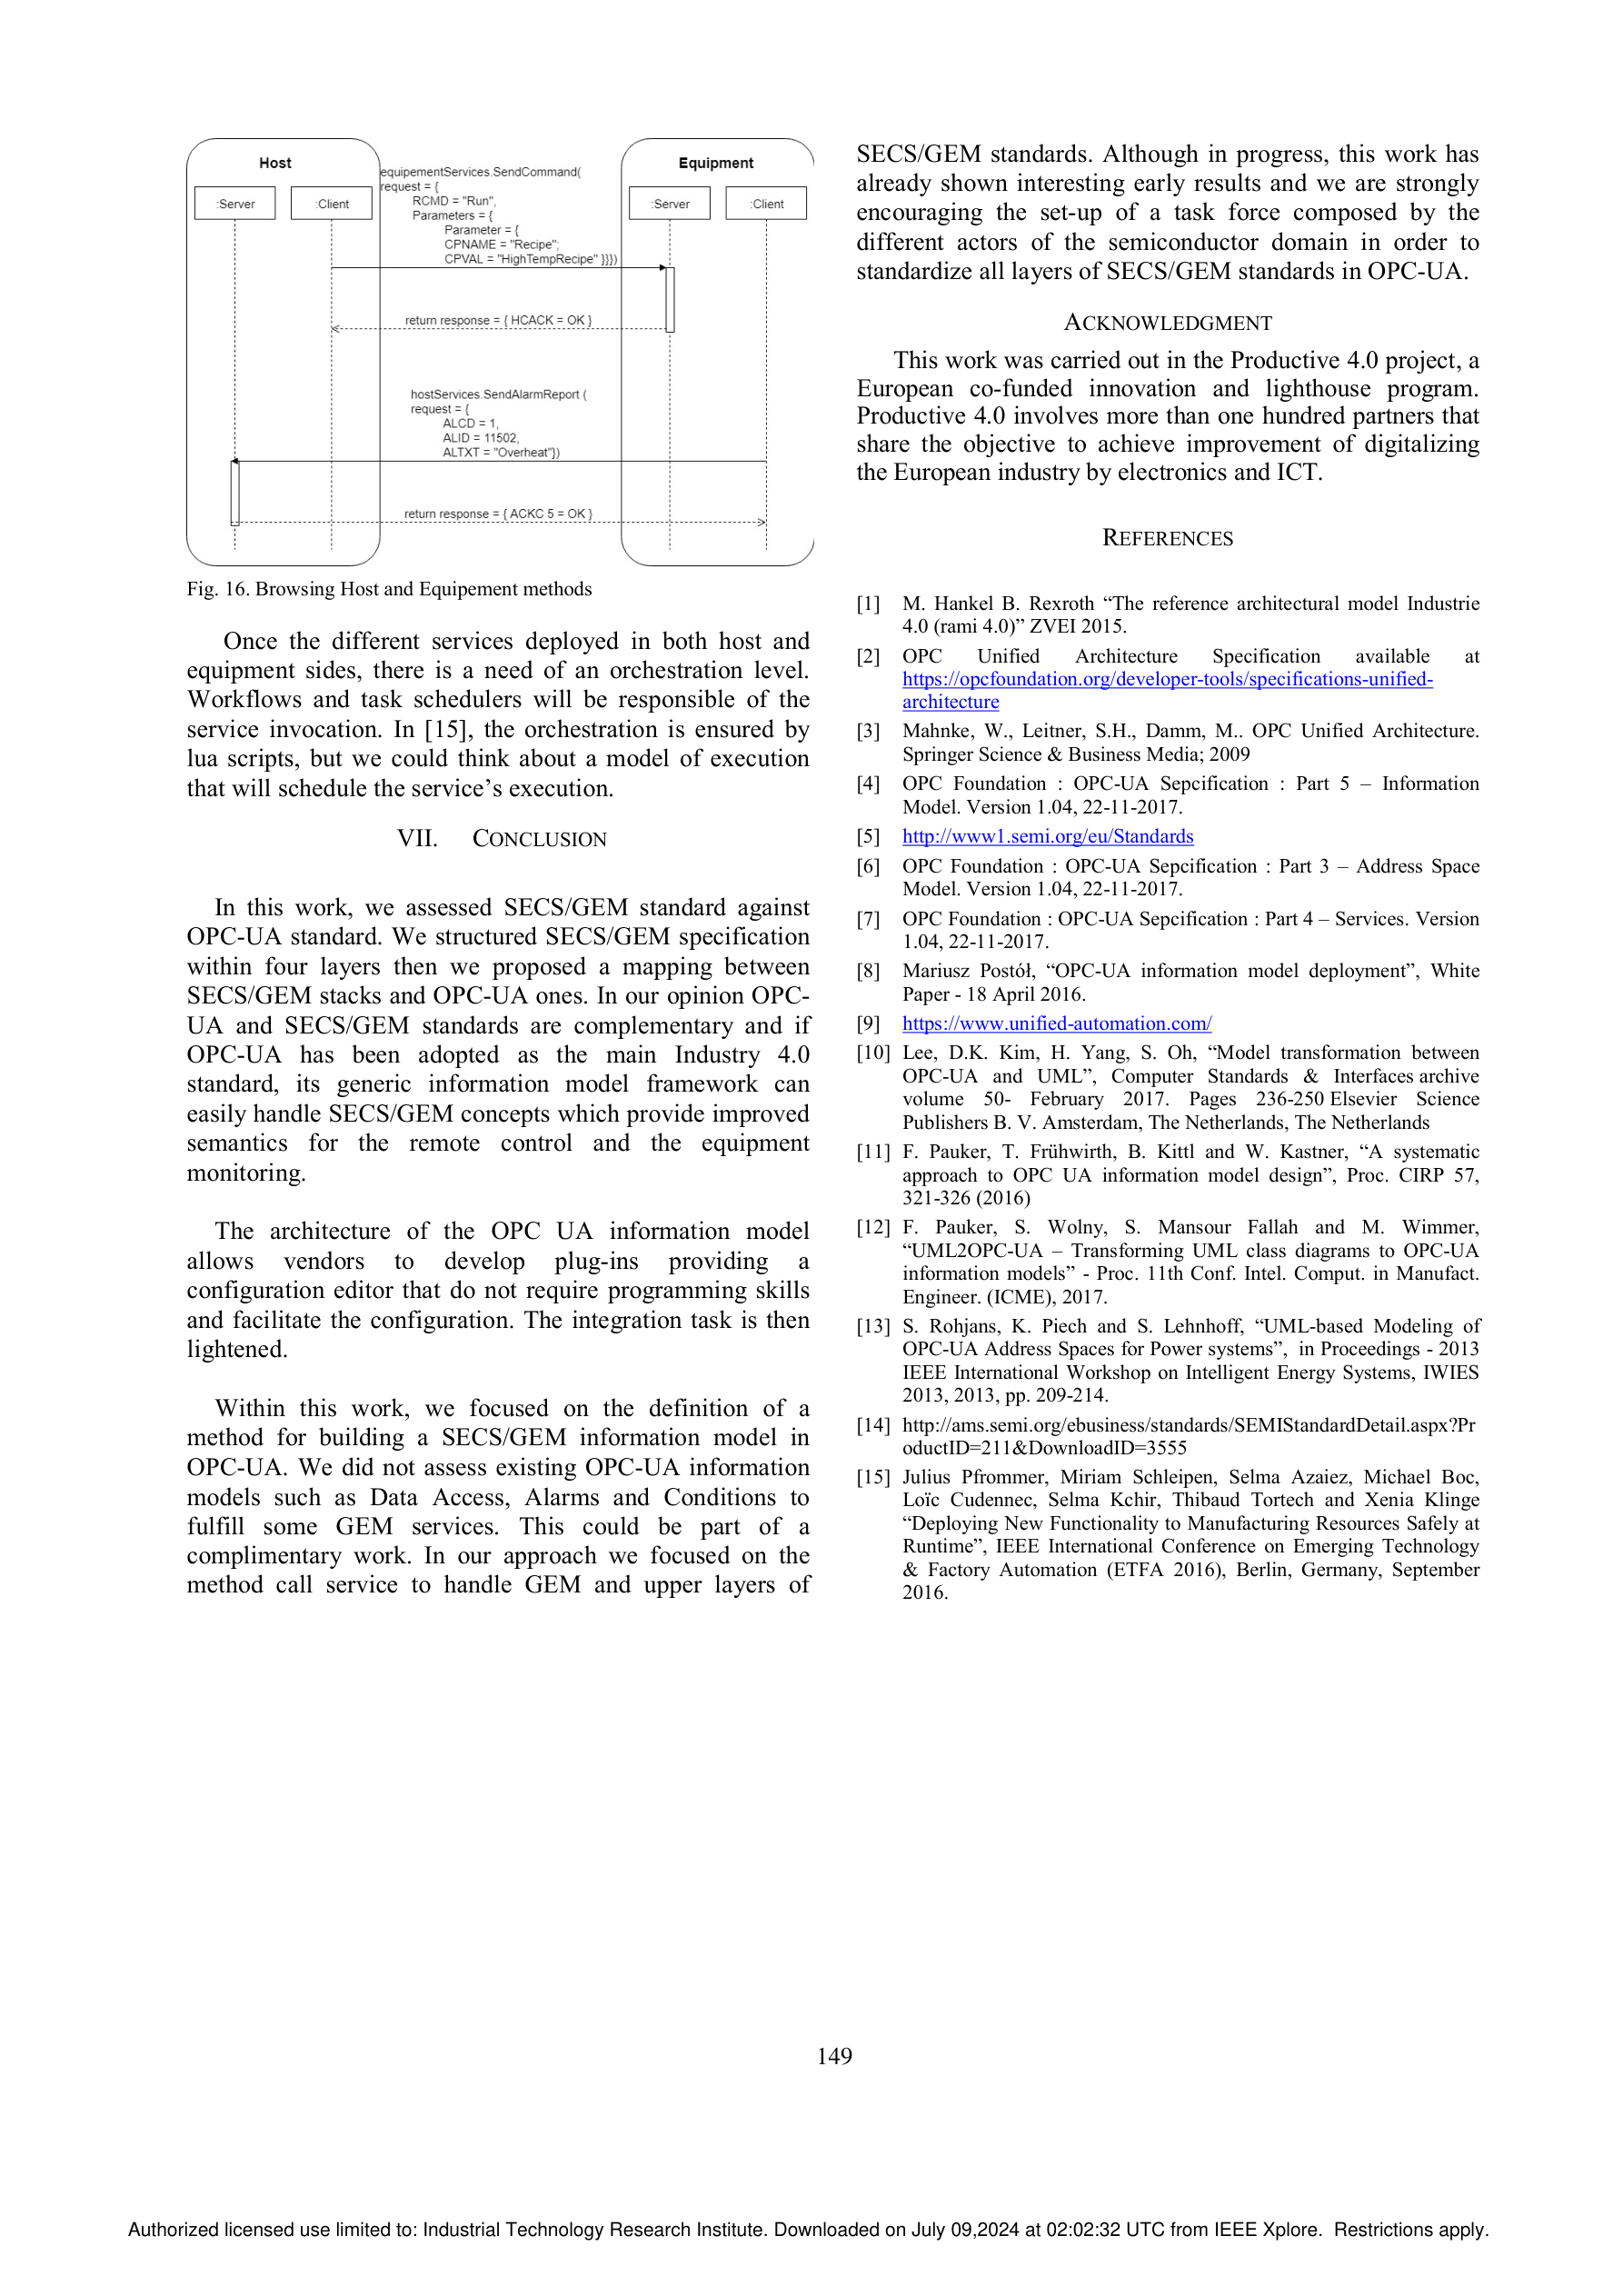 Host
Equipment
:Server
:Client
:Server
:Client
equipementServices.SendCommand(
request = {
RCMD = "Run",
Parameters = {
Parameter = {
CPNAME = "Recipe";
CPVAL = "HighTempRecipe" }}})
return response = { HCACK = OK }
hostServices.SendAlarmReport (
request = {
ALCD = 1,
ALID = 11502,
ALTXT = "Overheat"})
return response = { ACKC 5 = OK }
Fig. 16. Browsing Host and Equipement methods
Once the different services deployed in both host and
equipment sides, there is a need of an orchestration level.
Workflows and task schedulers will be responsible of the
service invocation. In [15], the orchestration is ensured by
lua scripts, but we could think about a model of execution
that will schedule the service’s execution.
VII. CONCLUSION
In this work, we assessed SECS/GEM standard against
OPC-UA standard. We structured SECS/GEM specification
within four layers then we proposed a mapping between
SECS/GEM stacks and OPC-UA ones. In our opinion OPC-
UA and SECS/GEM standards are complementary and if
OPC-UA has been adopted as the main Industry 4.0
standard, its generic information model framework can
easily handle SECS/GEM concepts which provide improved
semantics for the remote control and the equipment
monitoring.
The architecture of the OPC UA information model
allows vendors to develop plug-ins providing a
configuration editor that do not require programming skills
and facilitate the configuration. The integration task is then
lightened.
Within this work, we focused on the definition of a
method for building a SECS/GEM information model in
OPC-UA. We did not assess existing OPC-UA information
models such as Data Access, Alarms and Conditions to
fulfill some GEM services. This could be part of a
complimentary work. In our approach we focused on the
method call service to handle GEM and upper layers of
SECS/GEM standards. Although in progress, this work has
already shown interesting early results and we are strongly
encouraging the set-up of a task force composed by the
different actors of the semiconductor domain in order to
standardize all layers of SECS/GEM standards in OPC-UA.
ACKNOWLEDGMENT
This work was carried out in the Productive 4.0 project, a
European co-funded innovation and lighthouse program.
Productive 4.0 involves more than one hundred partners that
share the objective to achieve improvement of digitalizing
the European industry by electronics and ICT.
REFERENCES
[1] M. Hankel B. Rexroth “The reference architectural model Industrie
4.0 (rami 4.0)” ZVEI 2015.
[2] OPC Unified Architecture Specification available at
https://opcfoundation.org/developer-tools/specifications-unified-
architecture
[3] Mahnke, W., Leitner, S.H., Damm, M.. OPC Unified Architecture.
Springer Science & Business Media; 2009
[4] OPC Foundation : OPC-UA Sepcification : Part 5 – Information
Model. Version 1.04, 22-11-2017.
[5] http://www1.semi.org/eu/Standards
[6] OPC Foundation : OPC-UA Sepcification : Part 3 – Address Space
Model. Version 1.04, 22-11-2017.
[7] OPC Foundation : OPC-UA Sepcification : Part 4 – Services. Version
1.04, 22-11-2017.
[8] Mariusz Postół, “OPC-UA information model deployment”, White
Paper - 18 April 2016.
[9] https://www.unified-automation.com/
[10] Lee, D.K. Kim, H. Yang, S. Oh, “Model transformation between
OPC-UA and UML”, Computer Standards & Interfaces archive
volume 50- February 2017. Pages 236-250 Elsevier Science
Publishers B. V. Amsterdam, The Netherlands, The Netherlands
[11] F. Pauker, T. Frühwirth, B. Kittl and W. Kastner, “A systematic
approach to OPC UA information model design”, Proc. CIRP 57,
321-326 (2016)
[12] F. Pauker, S. Wolny, S. Mansour Fallah and M. Wimmer,
“UML2OPC-UA – Transforming UML class diagrams to OPC-UA
information models” - Proc. 11th Conf. Intel. Comput. in Manufact.
Engineer. (ICME), 2017.
[13] S. Rohjans, K. Piech and S. Lehnhoff, “UML-based Modeling of
OPC-UA Address Spaces for Power systems”, in Proceedings - 2013
IEEE International Workshop on Intelligent Energy Systems, IWIES
2013, 2013, pp. 209-214.
[14] http://ams.semi.org/ebusiness/standards/SEMIStandardDetail.aspx?Pr
oductID=211&DownloadID=3555
[15] Julius Pfrommer, Miriam Schleipen, Selma Azaiez, Michael Boc,
Loïc Cudennec, Selma Kchir, Thibaud Tortech and Xenia Klinge
“Deploying New Functionality to Manufacturing Resources Safely at
Runtime”, IEEE International Conference on Emerging Technology
& Factory Automation (ETFA 2016), Berlin, Germany, September
2016.
149
Authorized licensed use limited to: Industrial Technology Research Institute. Downloaded on July 09,2024 at 02:02:32 UTC from IEEE Xplore. Restrictions apply.